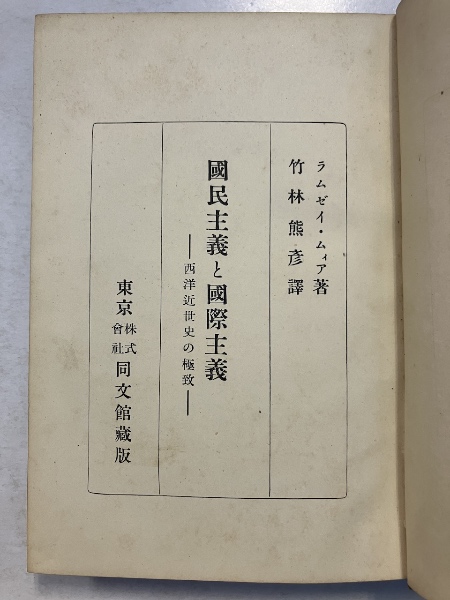 ラムゼイ・ムィア著
竹林熊彦譯
國民主義と國際主義
―西洋近世史の極致―
東京株式會社同文館藏版